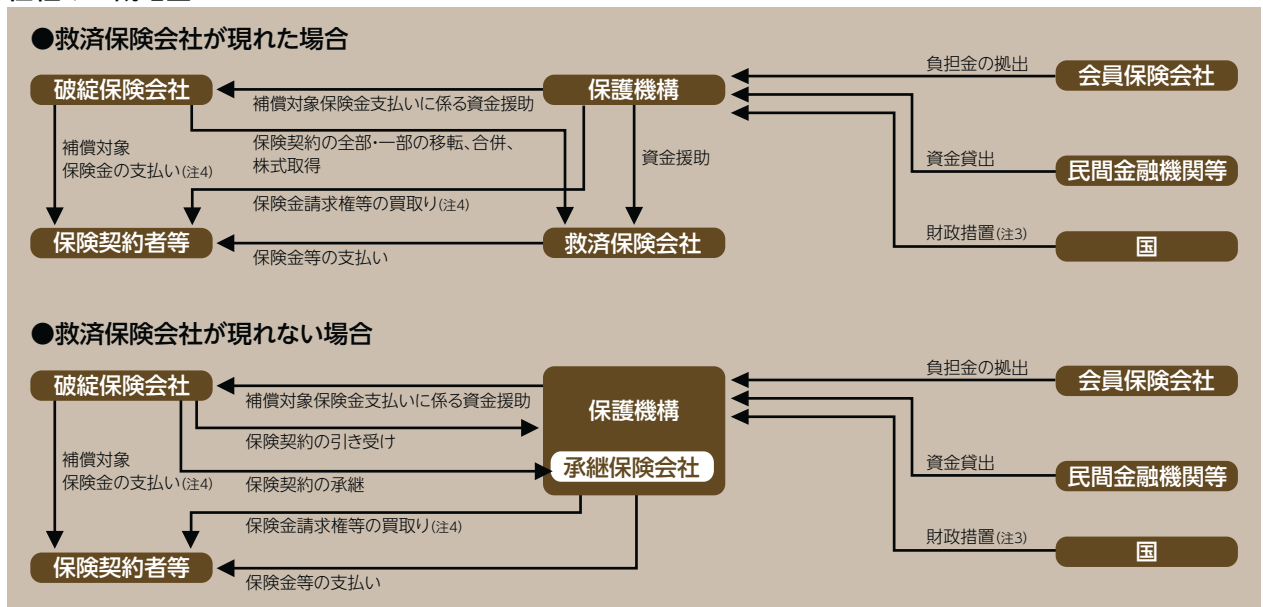 ●救済保険会社が現れた場合
破綻保険会社
保護機構
会員保険会社
負担金の拠出
補償対象保険金支払いに係る資金援助
保険契約の全部・一部の移転、合併、
株式取得
補償対象
保険金の支払い(注4)
資金援助
資金貸出
民間金融機関等
保険金請求権等の買取り(注4)
財政措置(注3)
保険契約者等
救済保険会社
国
保険金等の支払い
●救済保険会社が現れない場合
破綻保険会社
保護機構
会員保険会社
負担金の拠出
補償対象保険金支払いに係る資金援助
保険契約の引き受け
補償対象
保険金の支払い(注4)
承継保険会社
保険契約の承継
資金貸出
民間金融機関等
保険金請求権等の買取り(注4)
財政措置(注3)
保険契約者等
国
保険金等の支払い